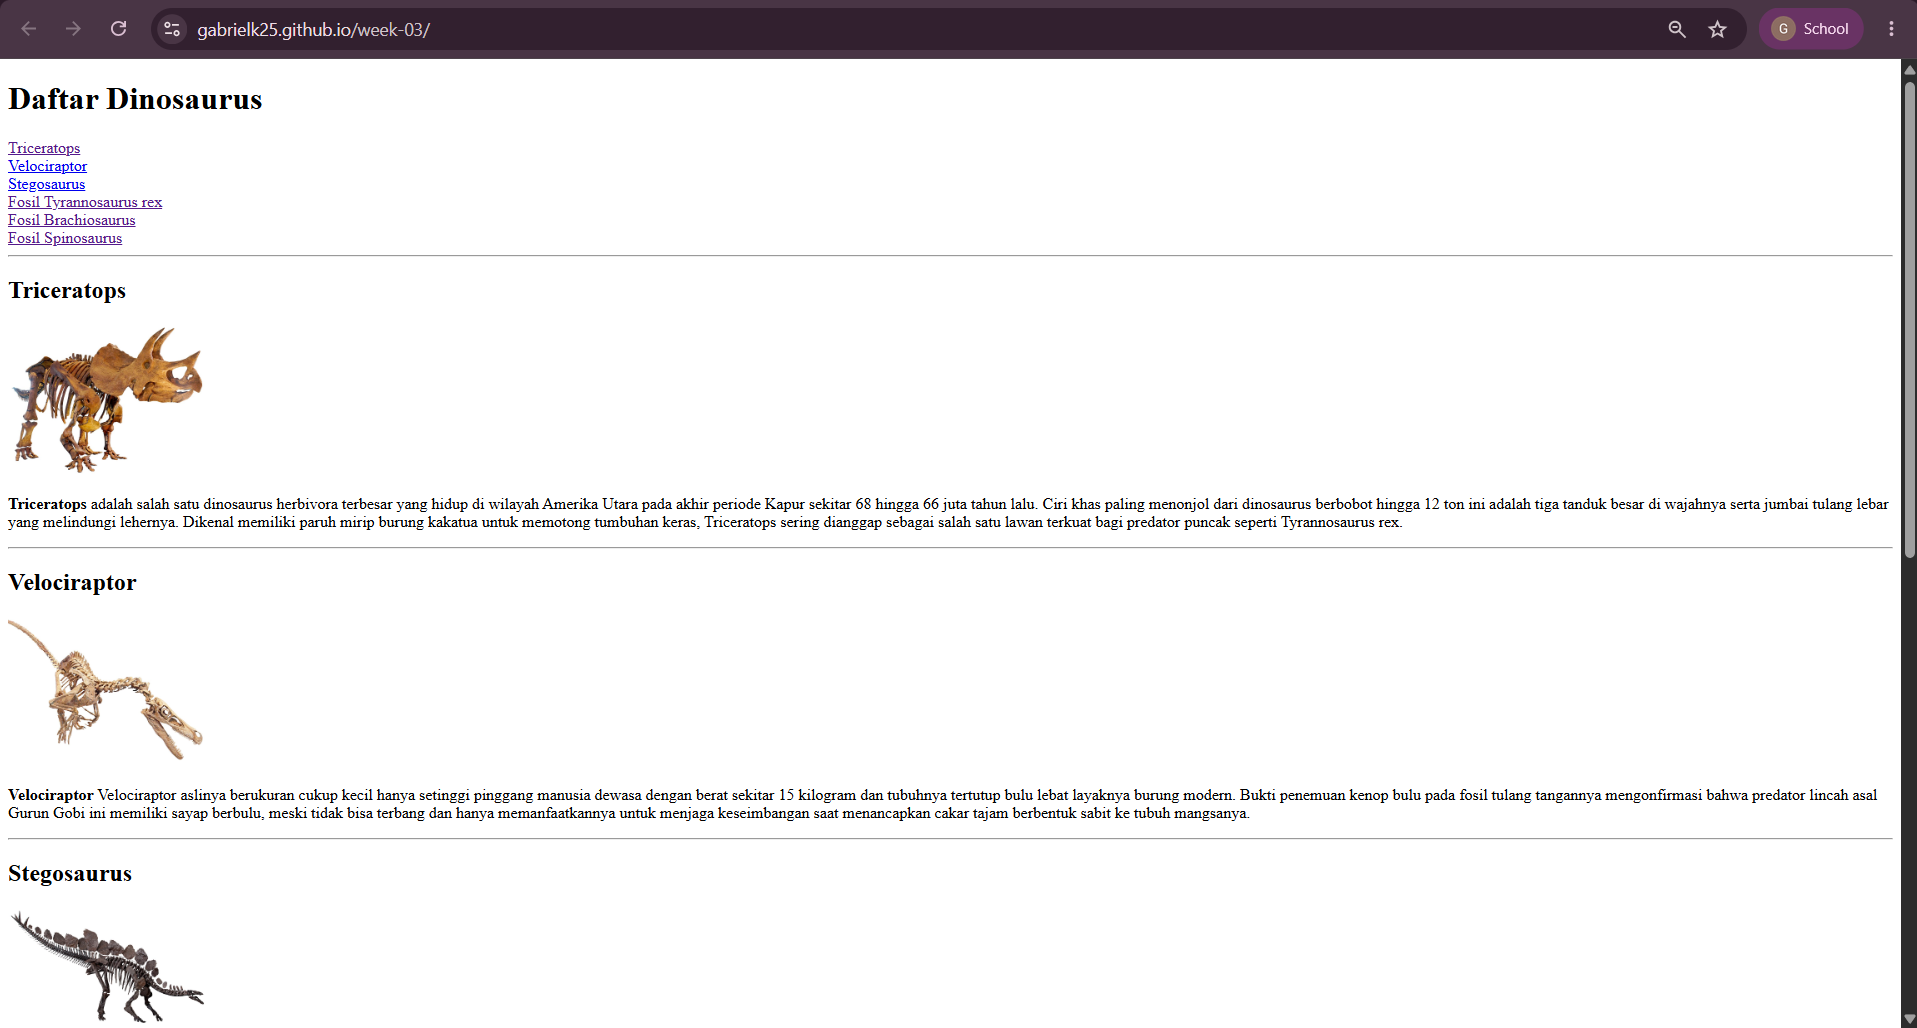 gabrielk25.github.io/week-03/
G School
Daftar Dinosaurus
Triceratops
Velociraptor
Stegosaurus
Fosil Tyrannosaurus rex
Fosil Brachiosaurus
Fosil Spinosaurus
Triceratops
Triceratops adalah salah satu dinosaurus herbivora terbesar yang hidup di wilayah Amerika Utara pada akhir periode Kapur sekitar 68 hingga 66 juta tahun lalu. Ciri khas paling menonjol dari dinosaurus berbobot hingga 12 ton ini adalah tiga tanduk besar di wajahnya serta jumbai tulang lebar
yang melindungi lehernya. Dikenal memiliki paruh mirip burung kakatua untuk memotong tumbuhan keras, Triceratops sering dianggap sebagai salah satu lawan terkuat bagi predator puncak seperti Tyrannosaurus rex.
Velociraptor
Velociraptor Velociraptor aslinya berukuran cukup kecil hanya setinggi pinggang manusia dewasa dengan berat sekitar 15 kilogram dan tubuhnya tertutup bulu lebat layaknya burung modern. Bukti penemuan kenop bulu pada fosil tulang tangannya mengonfirmasi bahwa predator lincah asal
Gurun Gobi ini memiliki sayap berbulu, meski tidak bisa terbang dan hanya memanfaatkannya untuk menjaga keseimbangan saat menancapkan cakar tajam berbentuk sabit ke tubuh mangsanya.
Stegosaurus